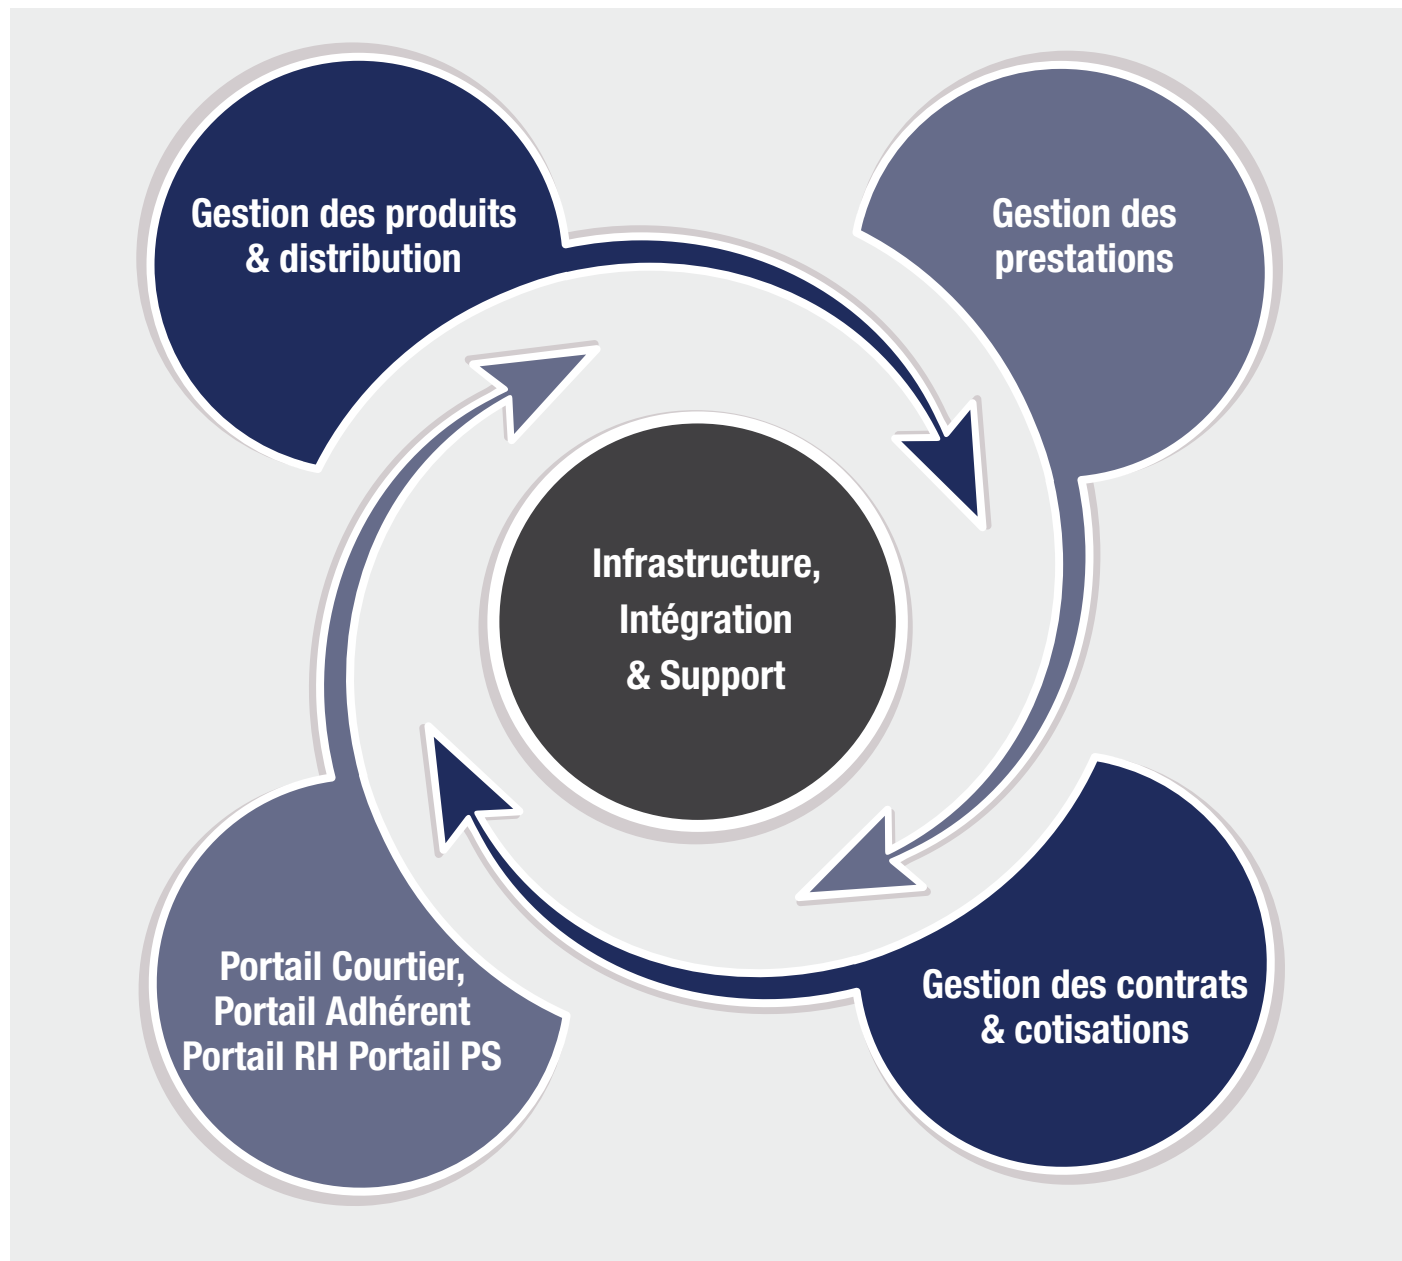 Gestion des produits
& distribution
Gestion des
prestations
Infrastructure,
Intégration
& Support
Portail Courtier,
Portail Adhérent
Portail RH Portail PS
Gestion des contrats
& cotisations